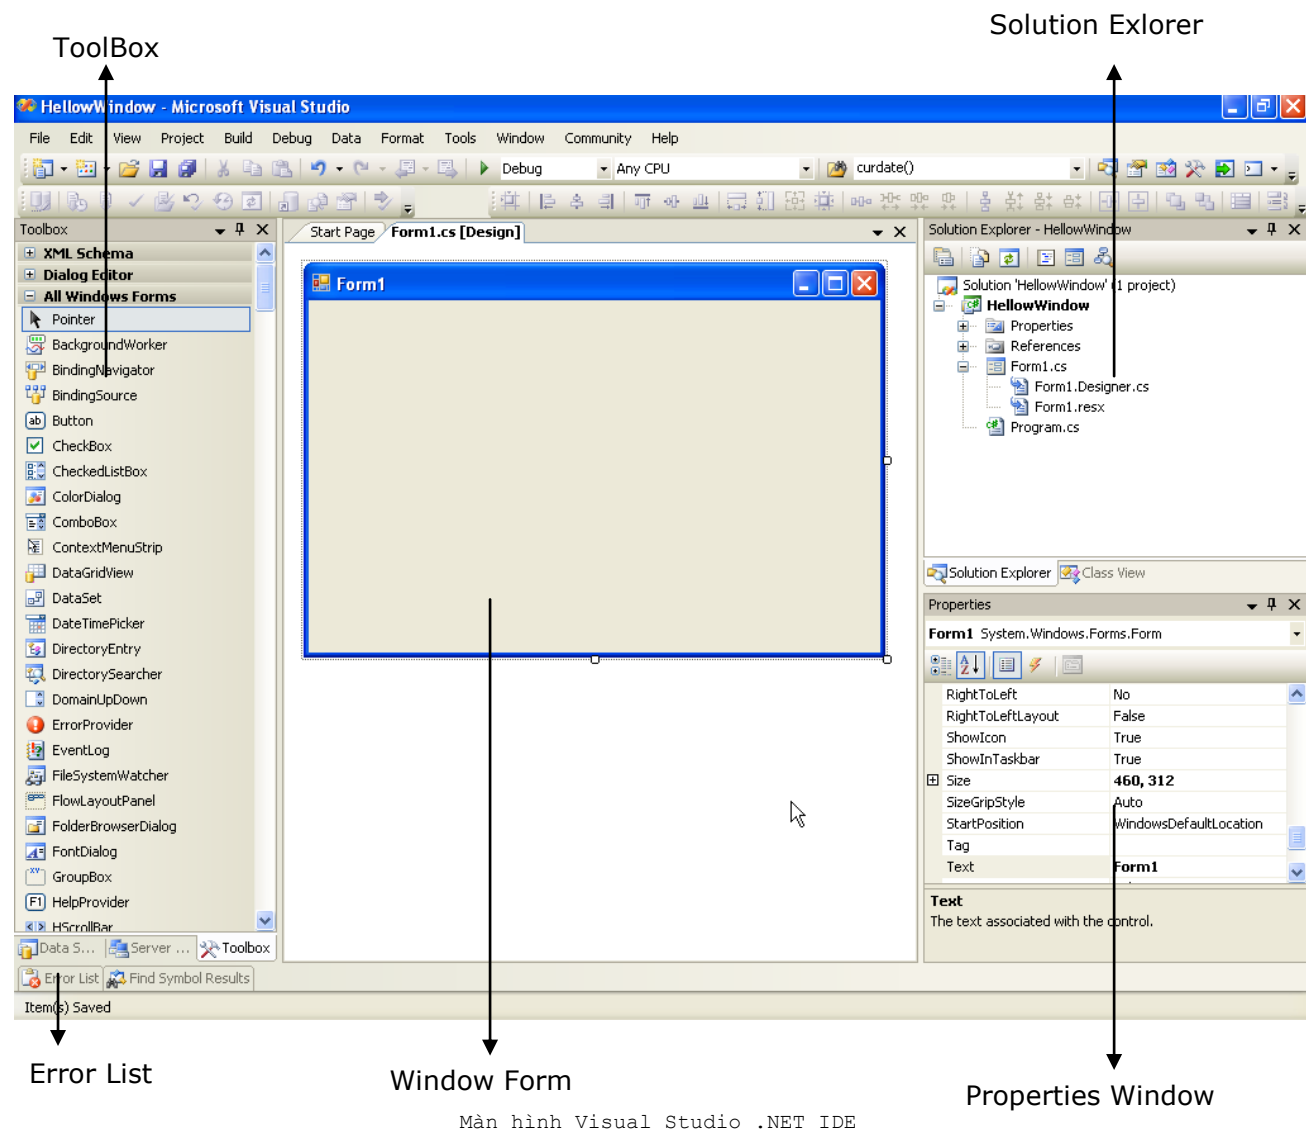 Solution Exlorer
ToolBox
HellowWindow - Microsoft Visual Studio
File Edit View Project Build Debug Data Format Tools Window Community Help
Debug Any CPU curdate()
Toolbox
XML Schema
Dialog Editor
All Windows Forms
Pointer
BackgroundWorker
BindingNavigator
BindingSource
Button
CheckBox
CheckedListBox
ColorDialog
ComboBox
ContextMenuStrip
DataGridView
DataSet
DateTimePicker
DirectoryEntry
DirectorySearcher
DomainUpDown
ErrorProvider
EventLog
FileSystemWatcher
FlowLayoutPanel
FolderBrowserDialog
FontDialog
GroupBox
HelpProvider
HScrollBar
Data S... Server ... Toolbox
Start Page Form1.cs [Design]
Form1
Solution Explorer - HellowWindow
Solution 'HellowWindow' (1 project)
HellowWindow
Properties
References
Form1.cs
Form1.Designer.cs
Form1.resx
Program.cs
Solution Explorer Class View
Properties
Form1 System.Windows.Forms.Form
RightToLeft No
RightToLeftLayout False
ShowIcon True
ShowInTaskbar True
Size 460, 312
SizeGripStyle Auto
StartPosition WindowsDefaultLocation
Tag
Text Form1
Text
The text associated with the control.
Error List Find Symbol Results
Item(s) Saved
Error List
Window Form
Properties Window
Màn hình Visual Studio .NET IDE